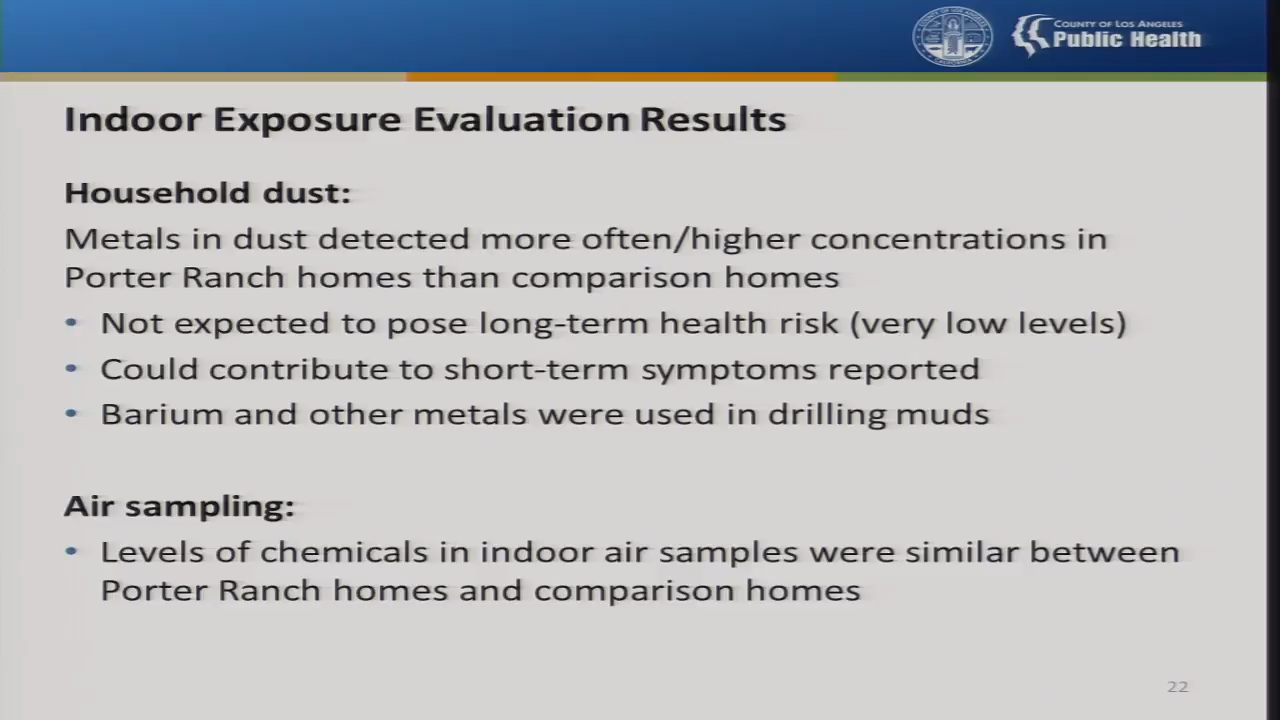 COUNTY OF LOS ANGELES
Public Health
Indoor Exposure Evaluation Results
Household dust:
Metals in dust detected more often/higher concentrations in
Porter Ranch homes than comparison homes
• Not expected to pose long-term health risk (very low levels)
• Could contribute to short-term symptoms reported
• Barium and other metals were used in drilling muds
Air sampling:
• Levels of chemicals in indoor air samples were similar between
Porter Ranch homes and comparison homes
22